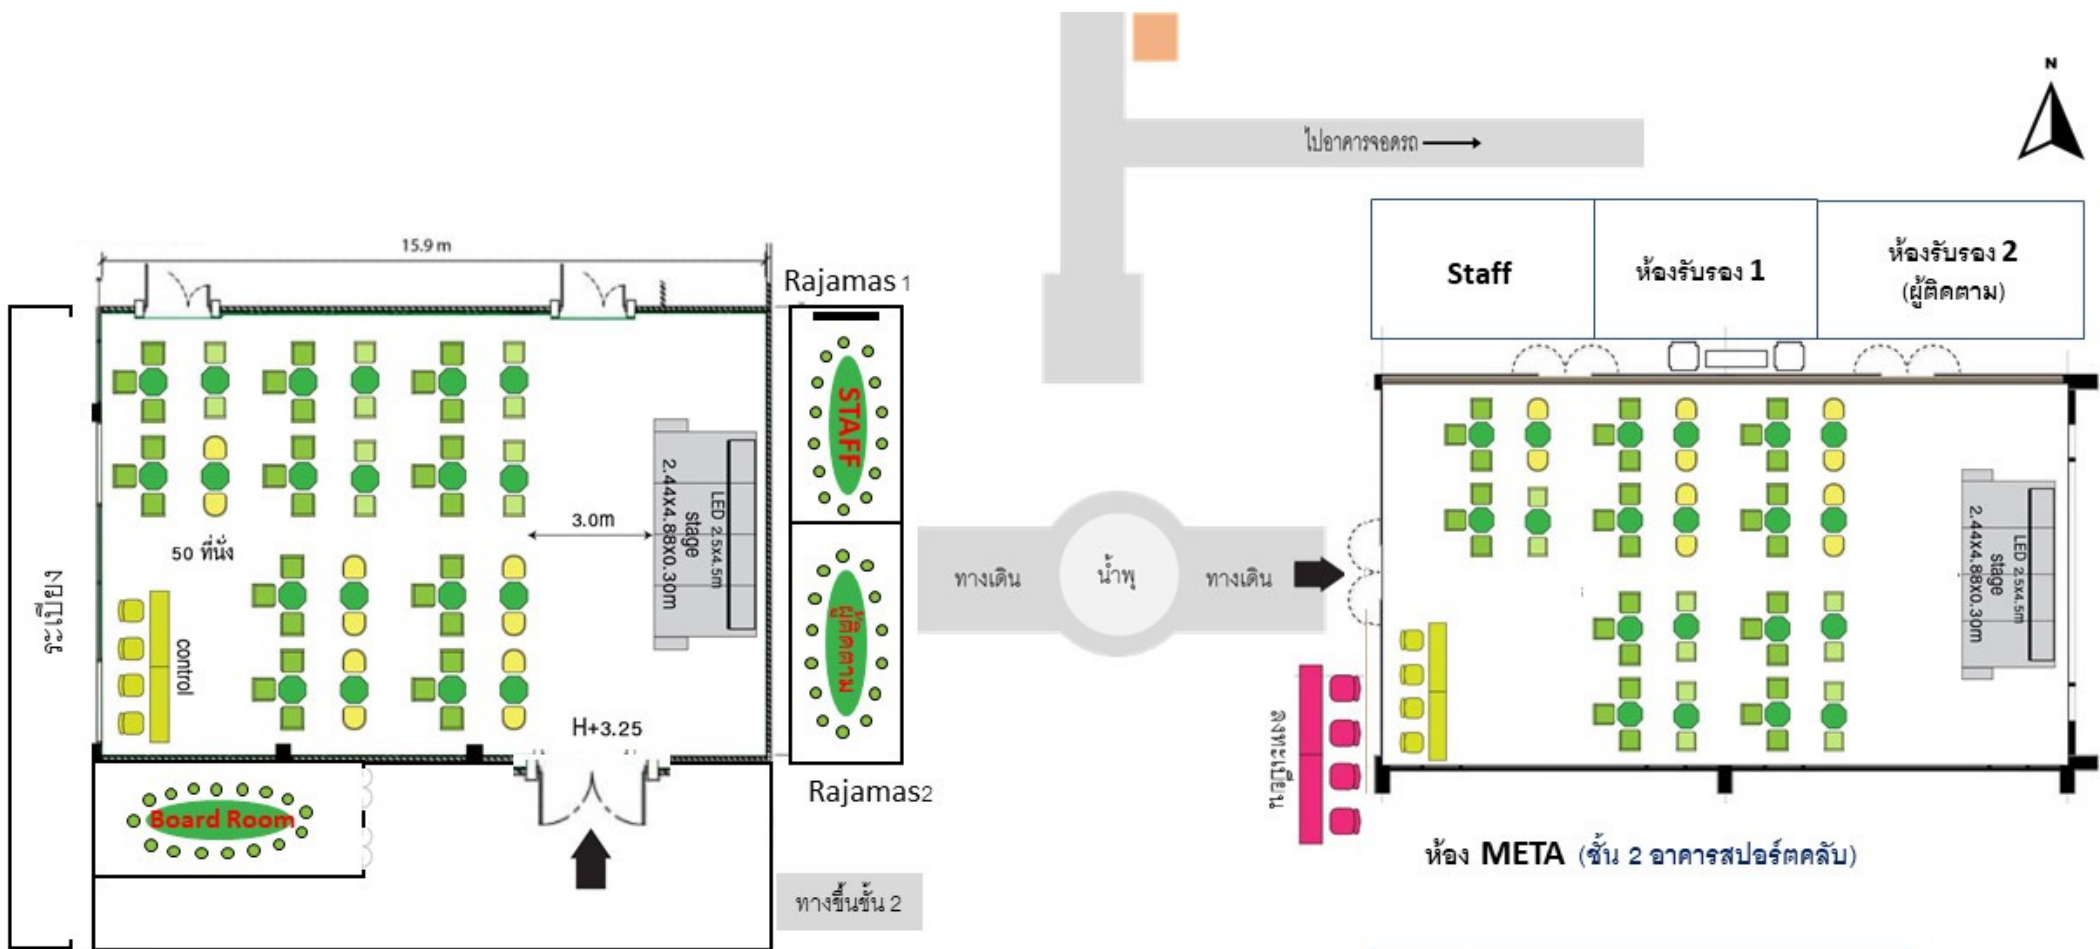 N
ไปอาคารจอดรถ
15.9 m
Rajamas 1
STAFF
ผู้ติดตาม
Rajamas2
ระเบียง
50 ที่นั่ง
control
3.0m
LED 2.5X4.5m
stage
2.44X4.88X0.30m
H+3.25
Board Room
ทางขึ้นชั้น 2
ทางเดิน
น้ำพุ
ทางเดิน
Staff
ห้องรับรอง 1
ห้องรับรอง 2
(ผู้ติดตาม)
LED 2.5X4.5m
stage
2.44X4.88X0.30m
ลงทะเบียน
ห้อง META (ชั้น 2 อาคารสปอร์ตคลับ)